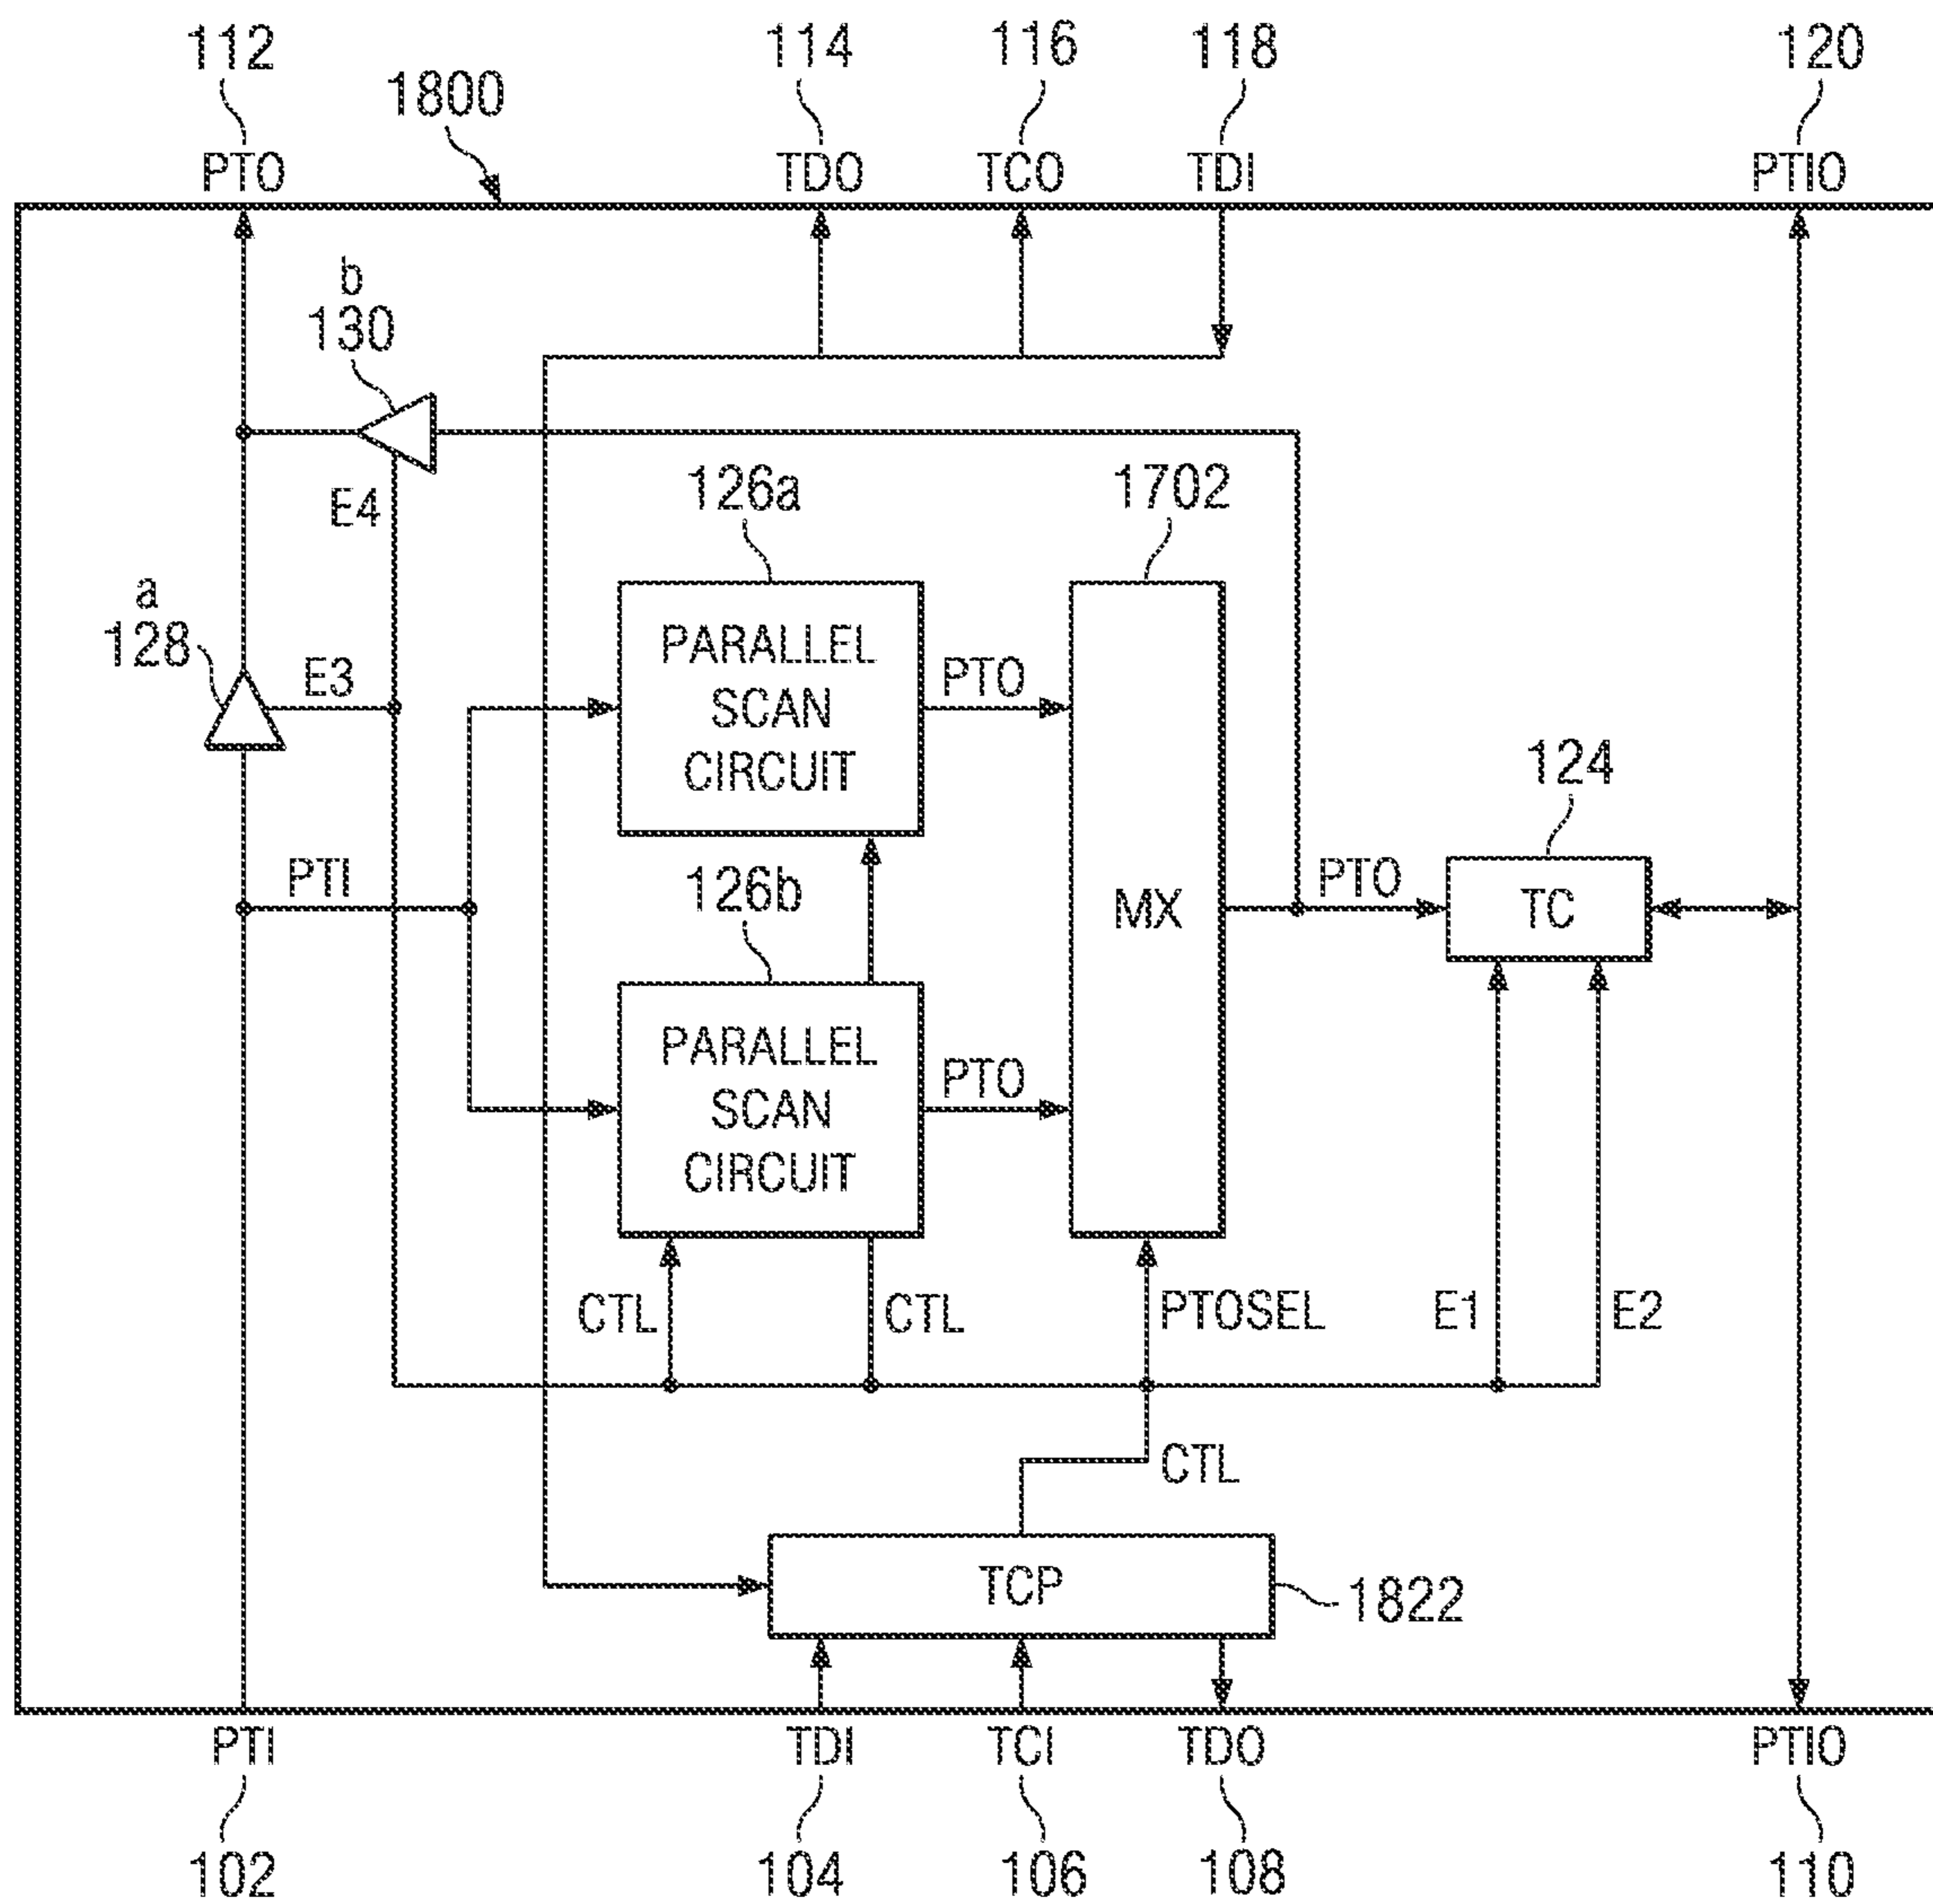 112
1800
114
116
118
120
PTO
TDO
TCO
TDI
PTIO
b
130
E4
126a
1702
a
128
E3
PARALLEL
SCAN
CIRCUIT
PTO
124
PTI
126b
MX
PTO
TC
PARALLEL
SCAN
CIRCUIT
PTO
CTL
CTL
PTOSEL
E1
E2
CTL
TCP
1822
PTI
TDI
TCI
TDO
PTIO
102
104
106
108
110